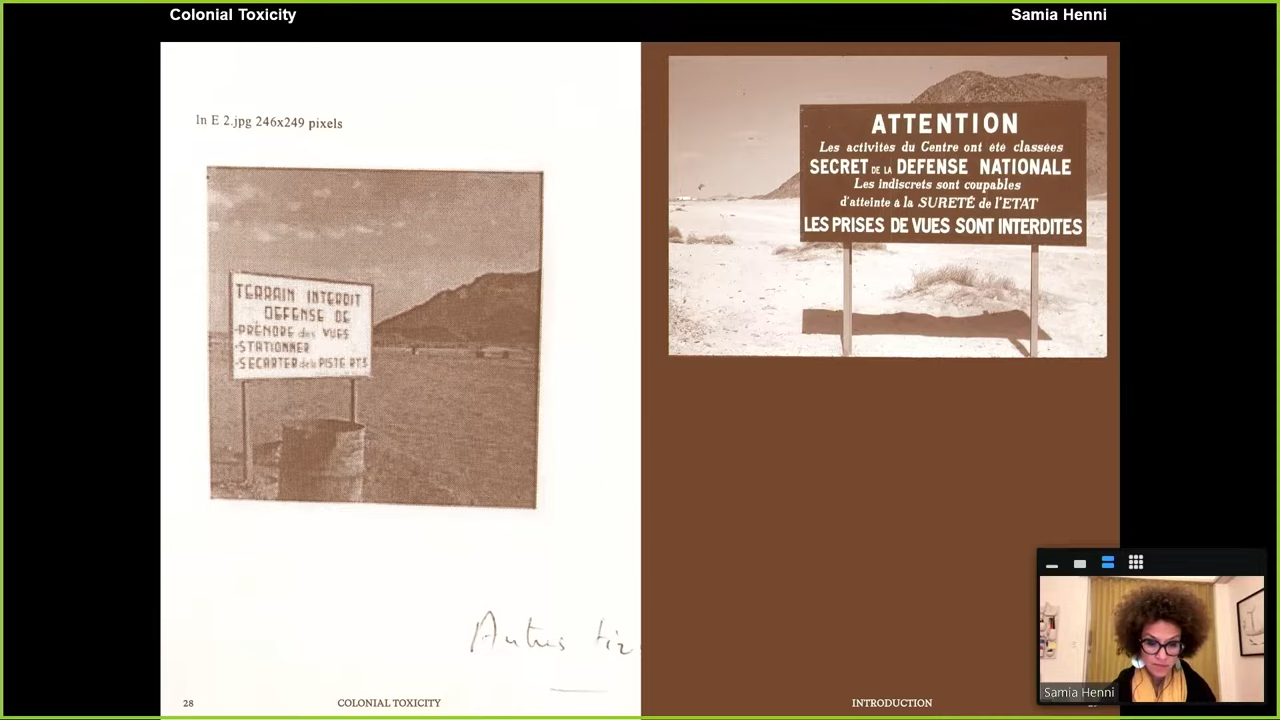 Colonial Toxicity
Samia Henni
In E 2.jpg 246x249 pixels
TERRAIN INTERDIT
DEFENSE DE
-PRENDRE des VUES
-STATIONNER
-S'ECARTER de la PISTE
Autres
28
COLONIAL TOXICITY
ATTENTION
Les activités du Centre ont été classées
SECRET DE LA DEFENSE NATIONALE
Les indiscrets sont coupables
d'atteinte à la SURETÉ de l'ETAT
LES PRISES DE VUES SONT INTERDITES
INTRODUCTION
Samia Henni